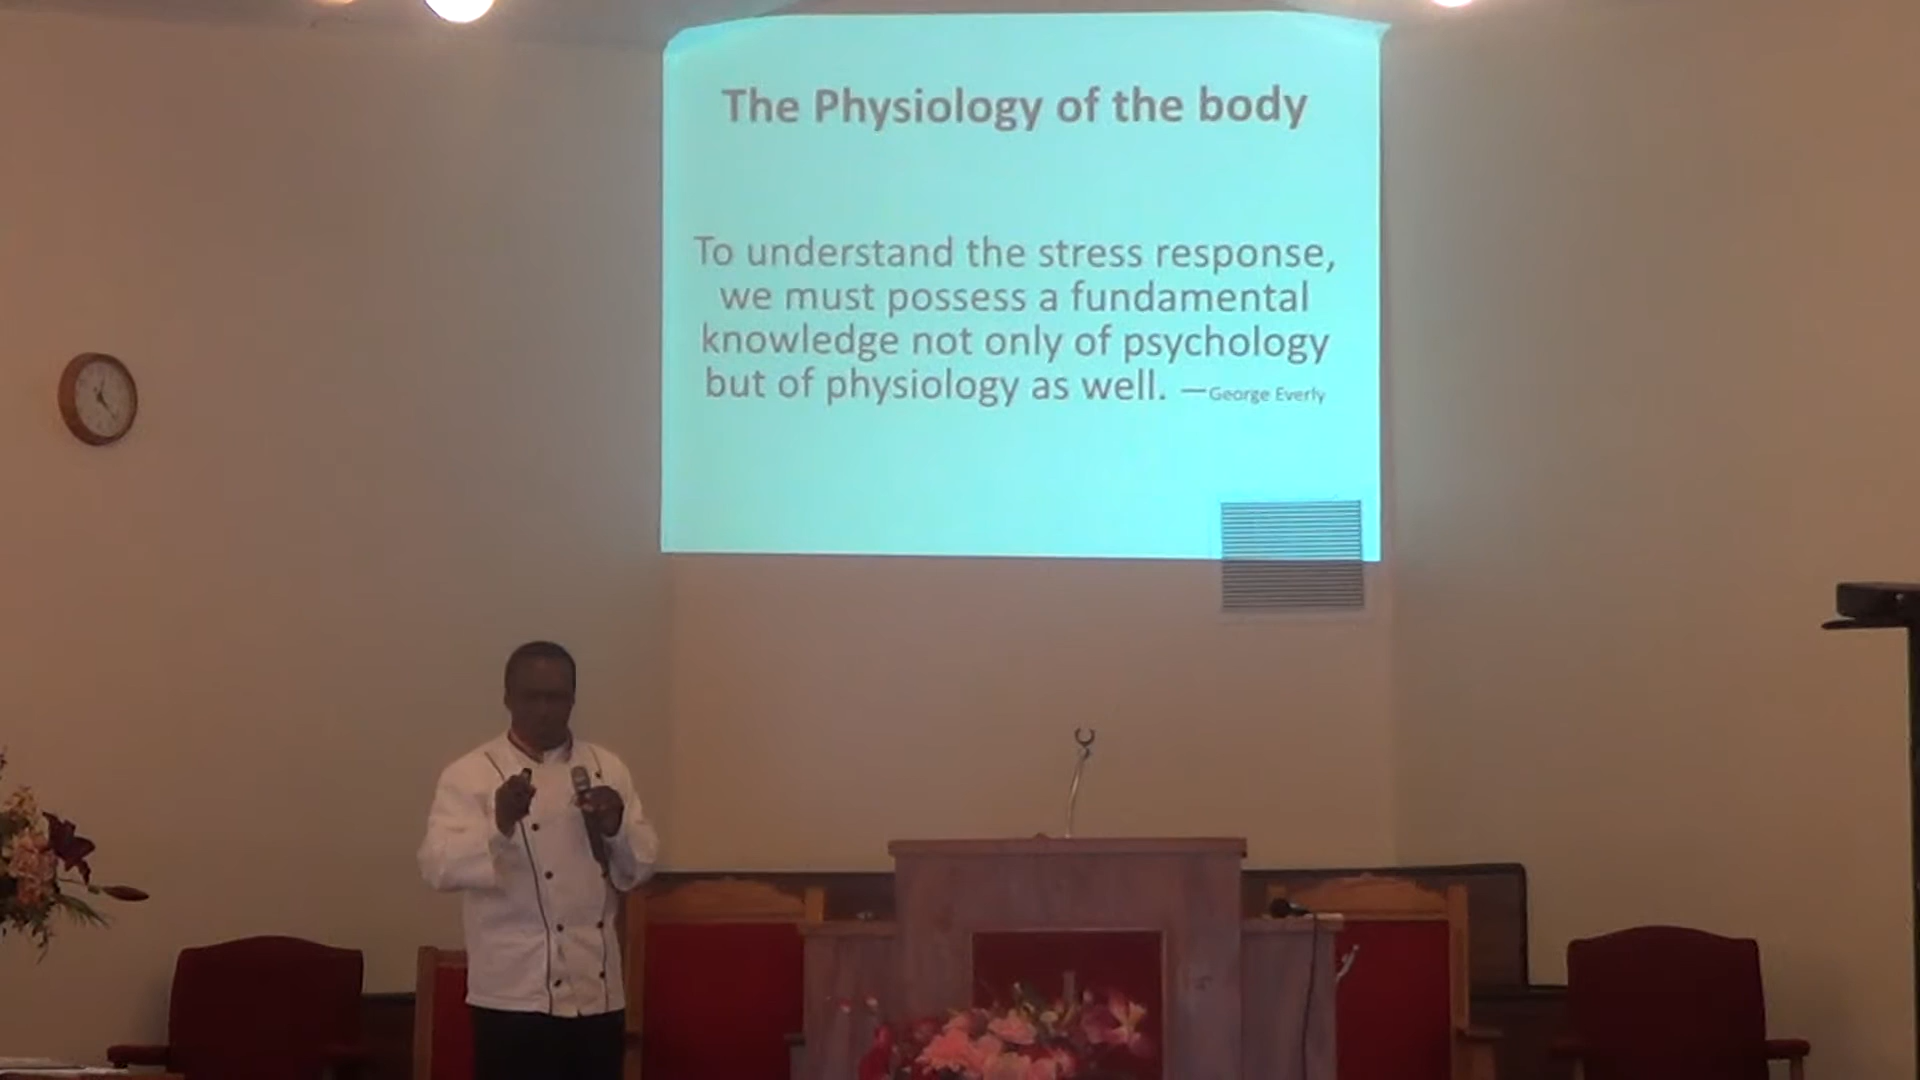 The Physiology of the body
To understand the stress response,
we must possess a fundamental
knowledge not only of psychology
but of physiology as well. —George Everly